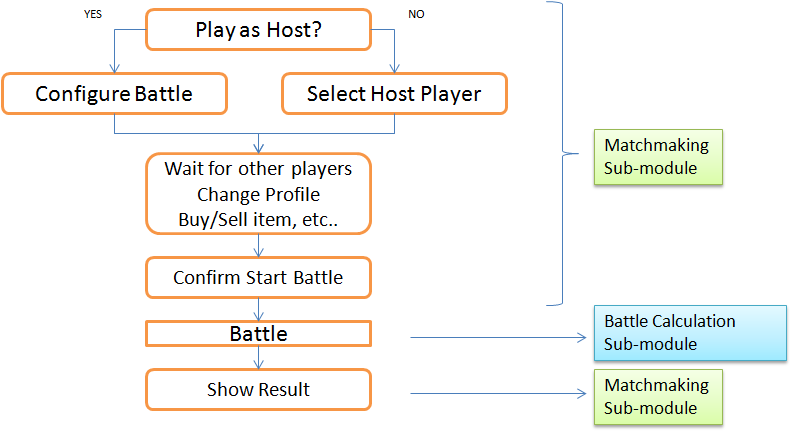 YES
Play as Host?
NO
Configure Battle
Select Host Player
Wait for other players
Change Profile
Buy/Sell item, etc..
Matchmaking
Sub-module
Confirm Start Battle
Battle
Battle Calculation
Sub-module
Show Result
Matchmaking
Sub-module